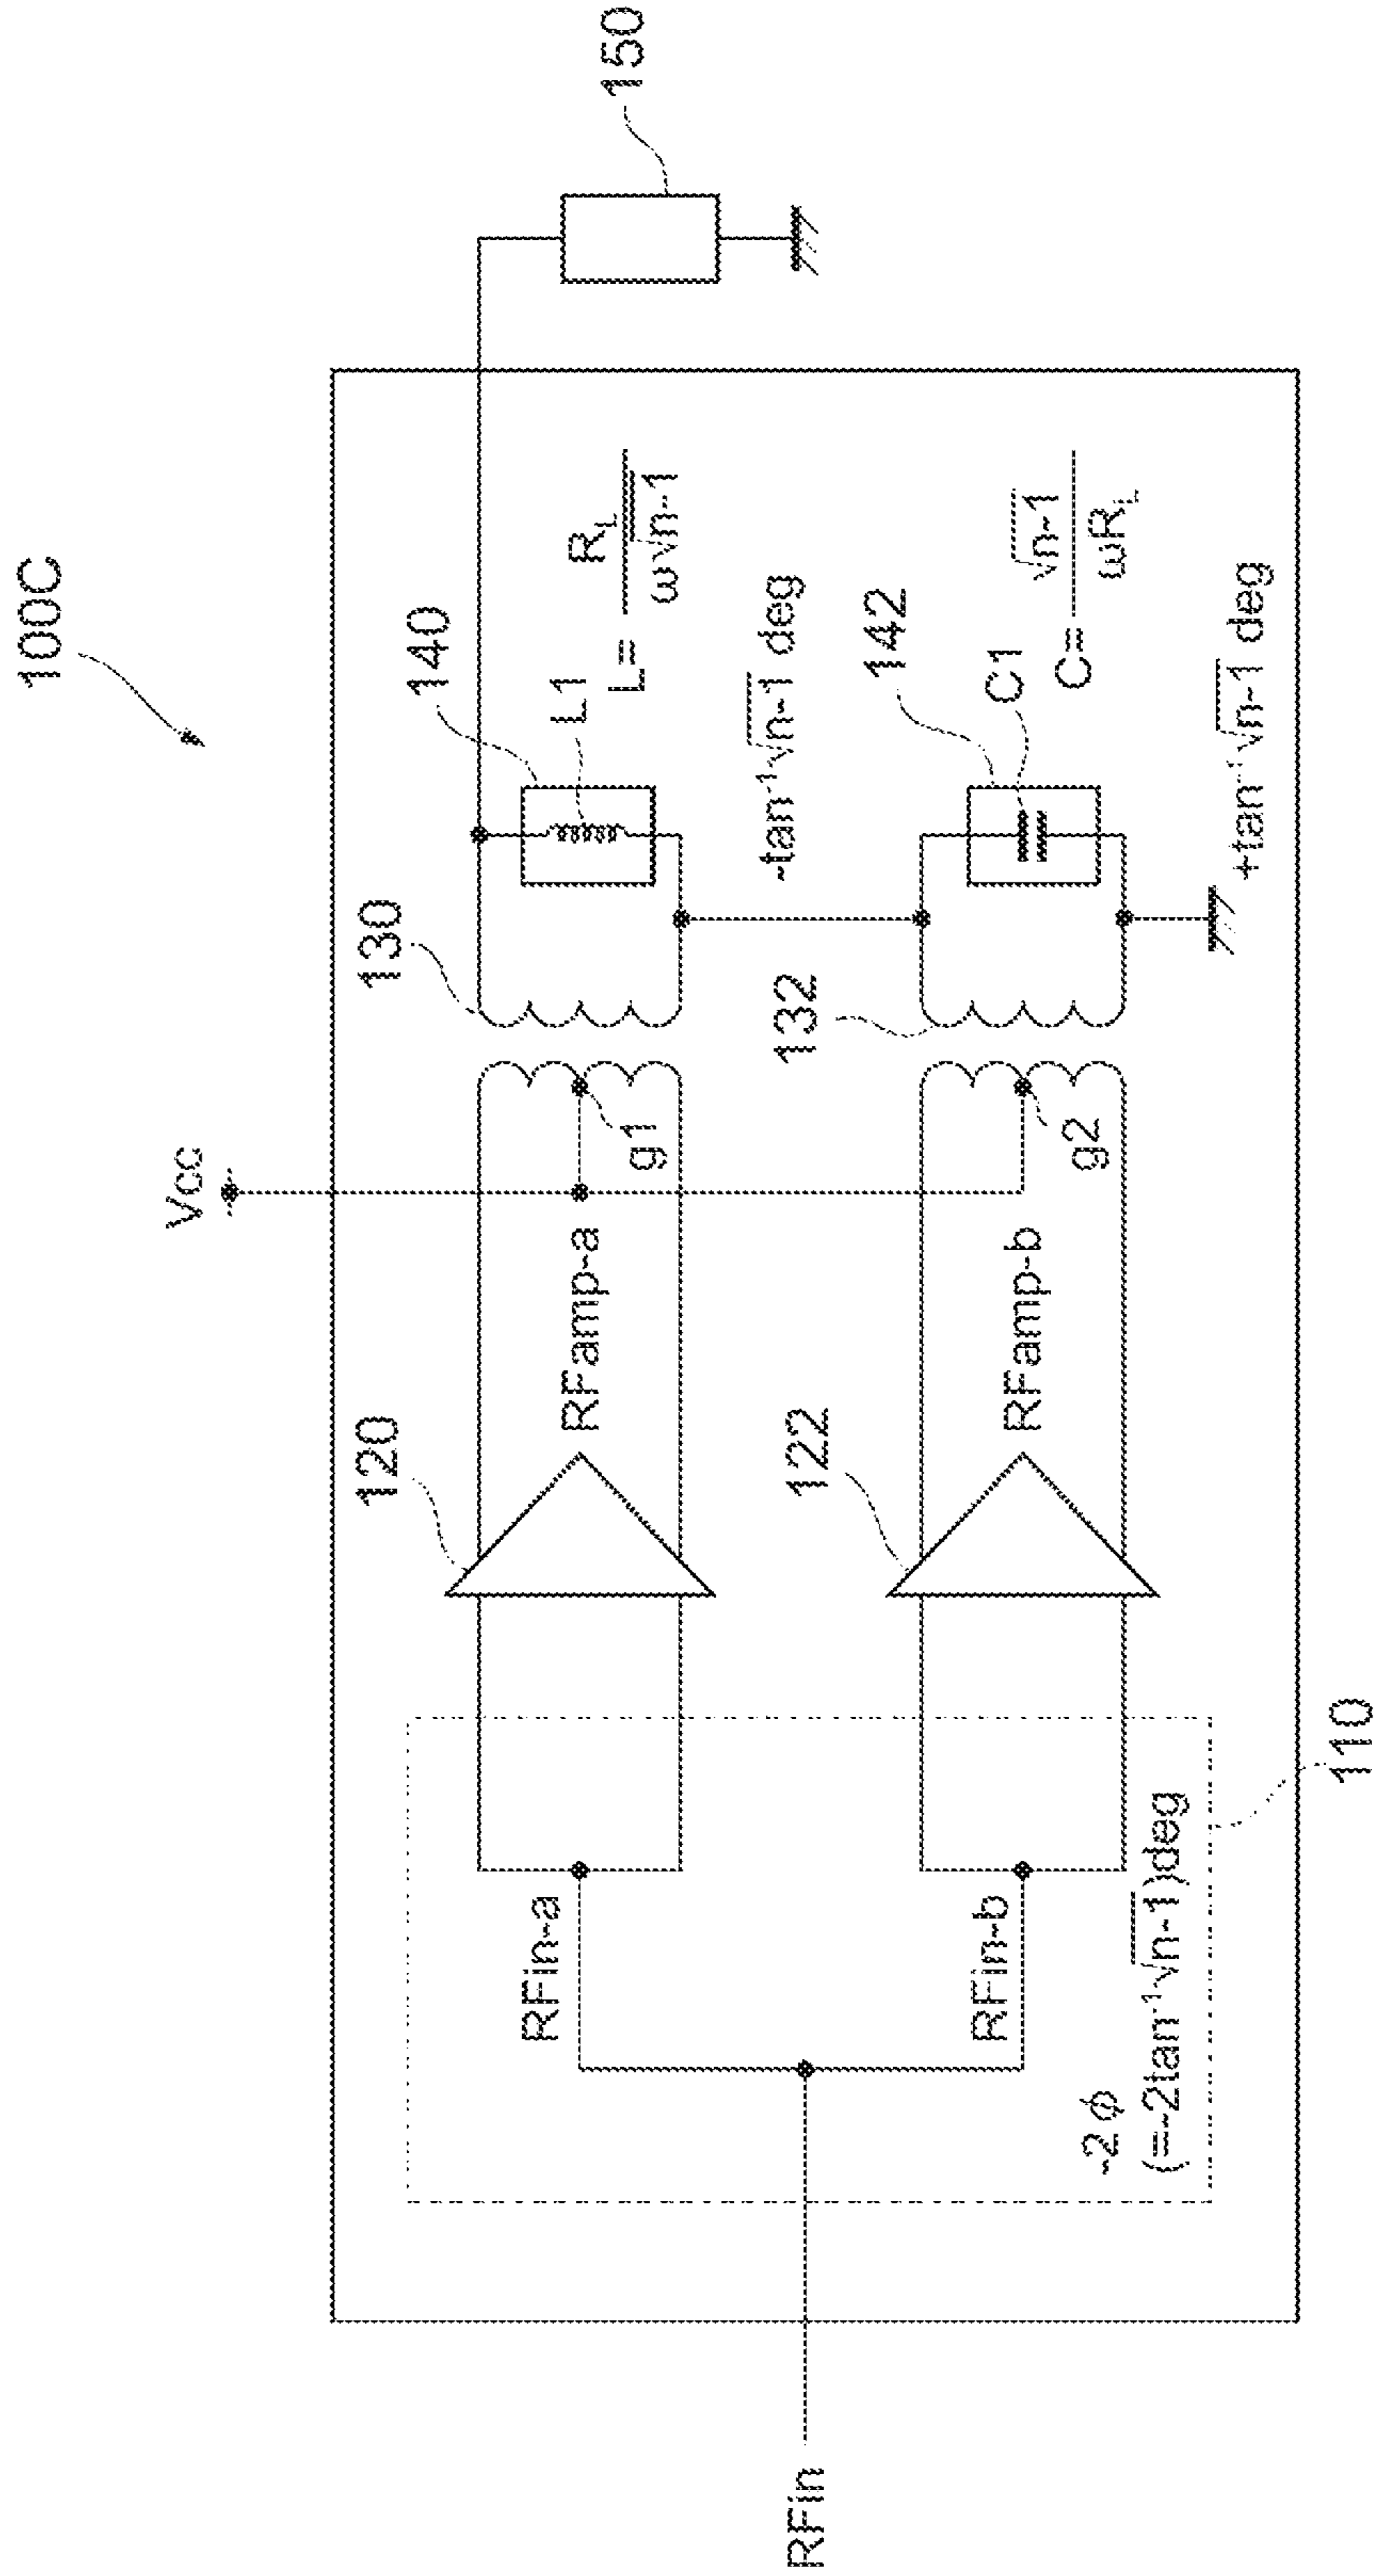 100C
Vcc
120
RFamp-a
g1
130
140
L1
L= R_L / ω√n-1
-tan⁻¹√n-1 deg
150
RFin
RFin-a
RFin-b
-2φ
(=-2tan⁻¹√n-1)deg
110
122
RFamp-b
g2
132
142
C1
C= √n-1 / ωR_L
+tan⁻¹√n-1 deg